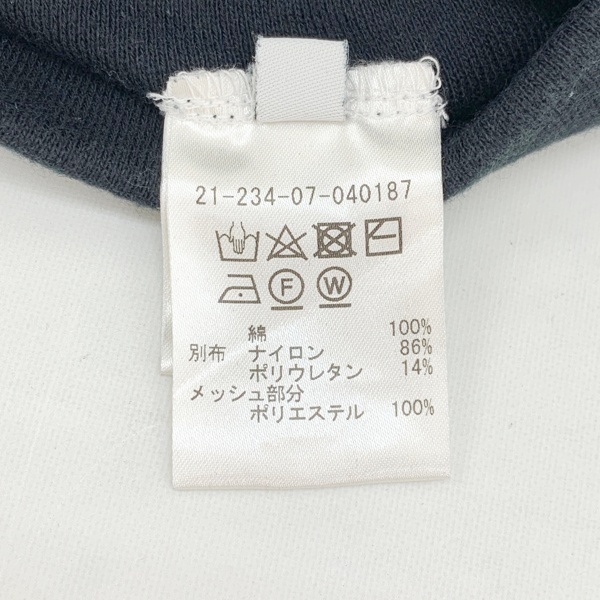 21-234-07-040187
F W
綿 100%
別布 ナイロン 86%
ポリウレタン 14%
メッシュ部分
ポリエステル 100%